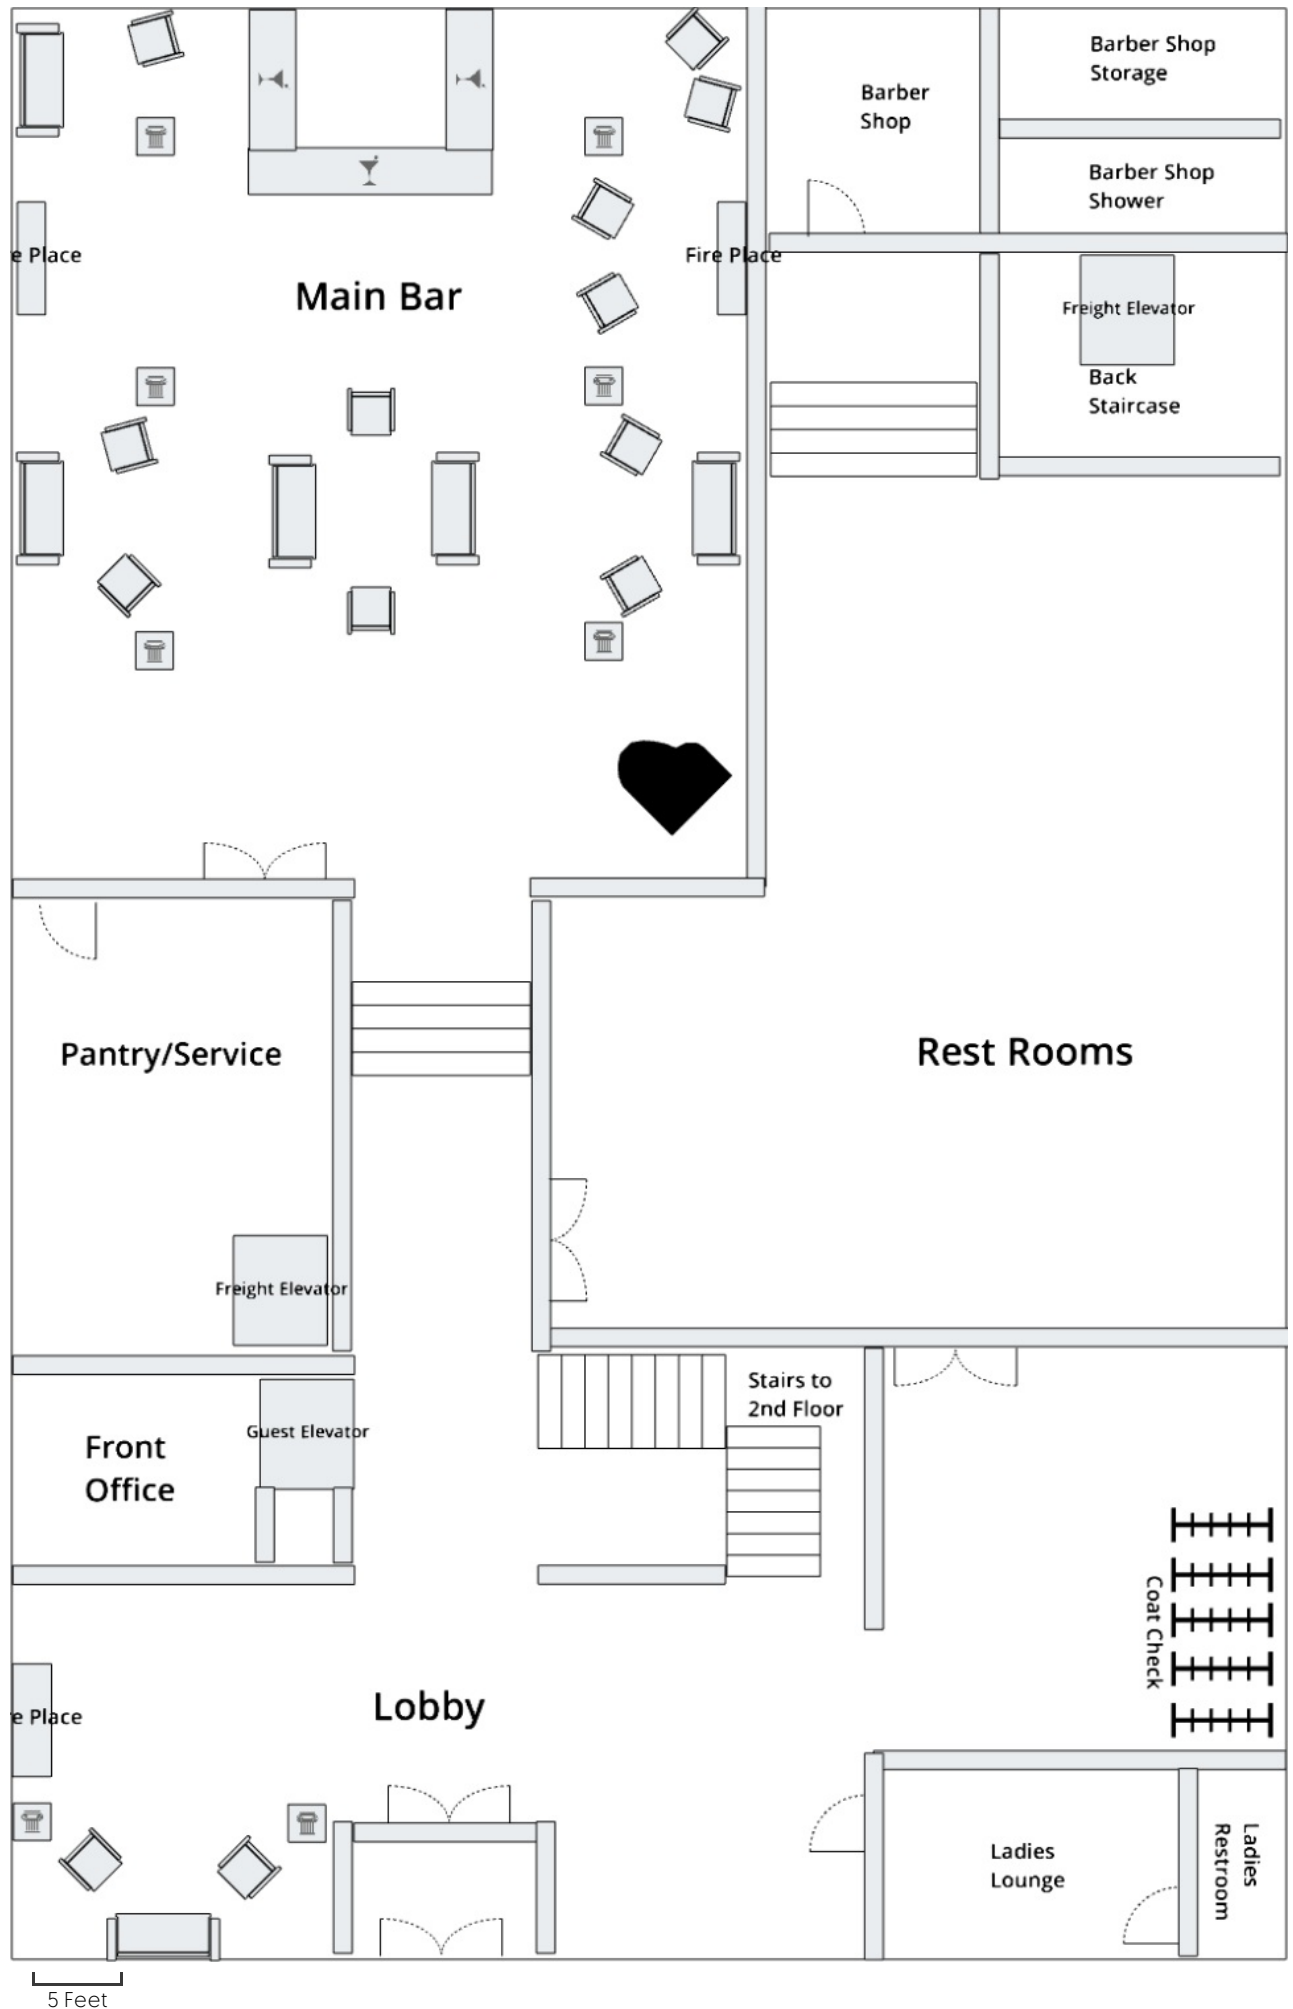 Barber Shop
Storage
Barber
Shop
Barber Shop
Shower
e Place
Fire Place
Main Bar
Freight Elevator
Back
Staircase
Pantry/Service
Rest Rooms
Freight Elevator
Stairs to
2nd Floor
Guest Elevator
Front
Office
Coat Check
e Place
Lobby
Ladies
Lounge
Ladies
Restroom
5 Feet